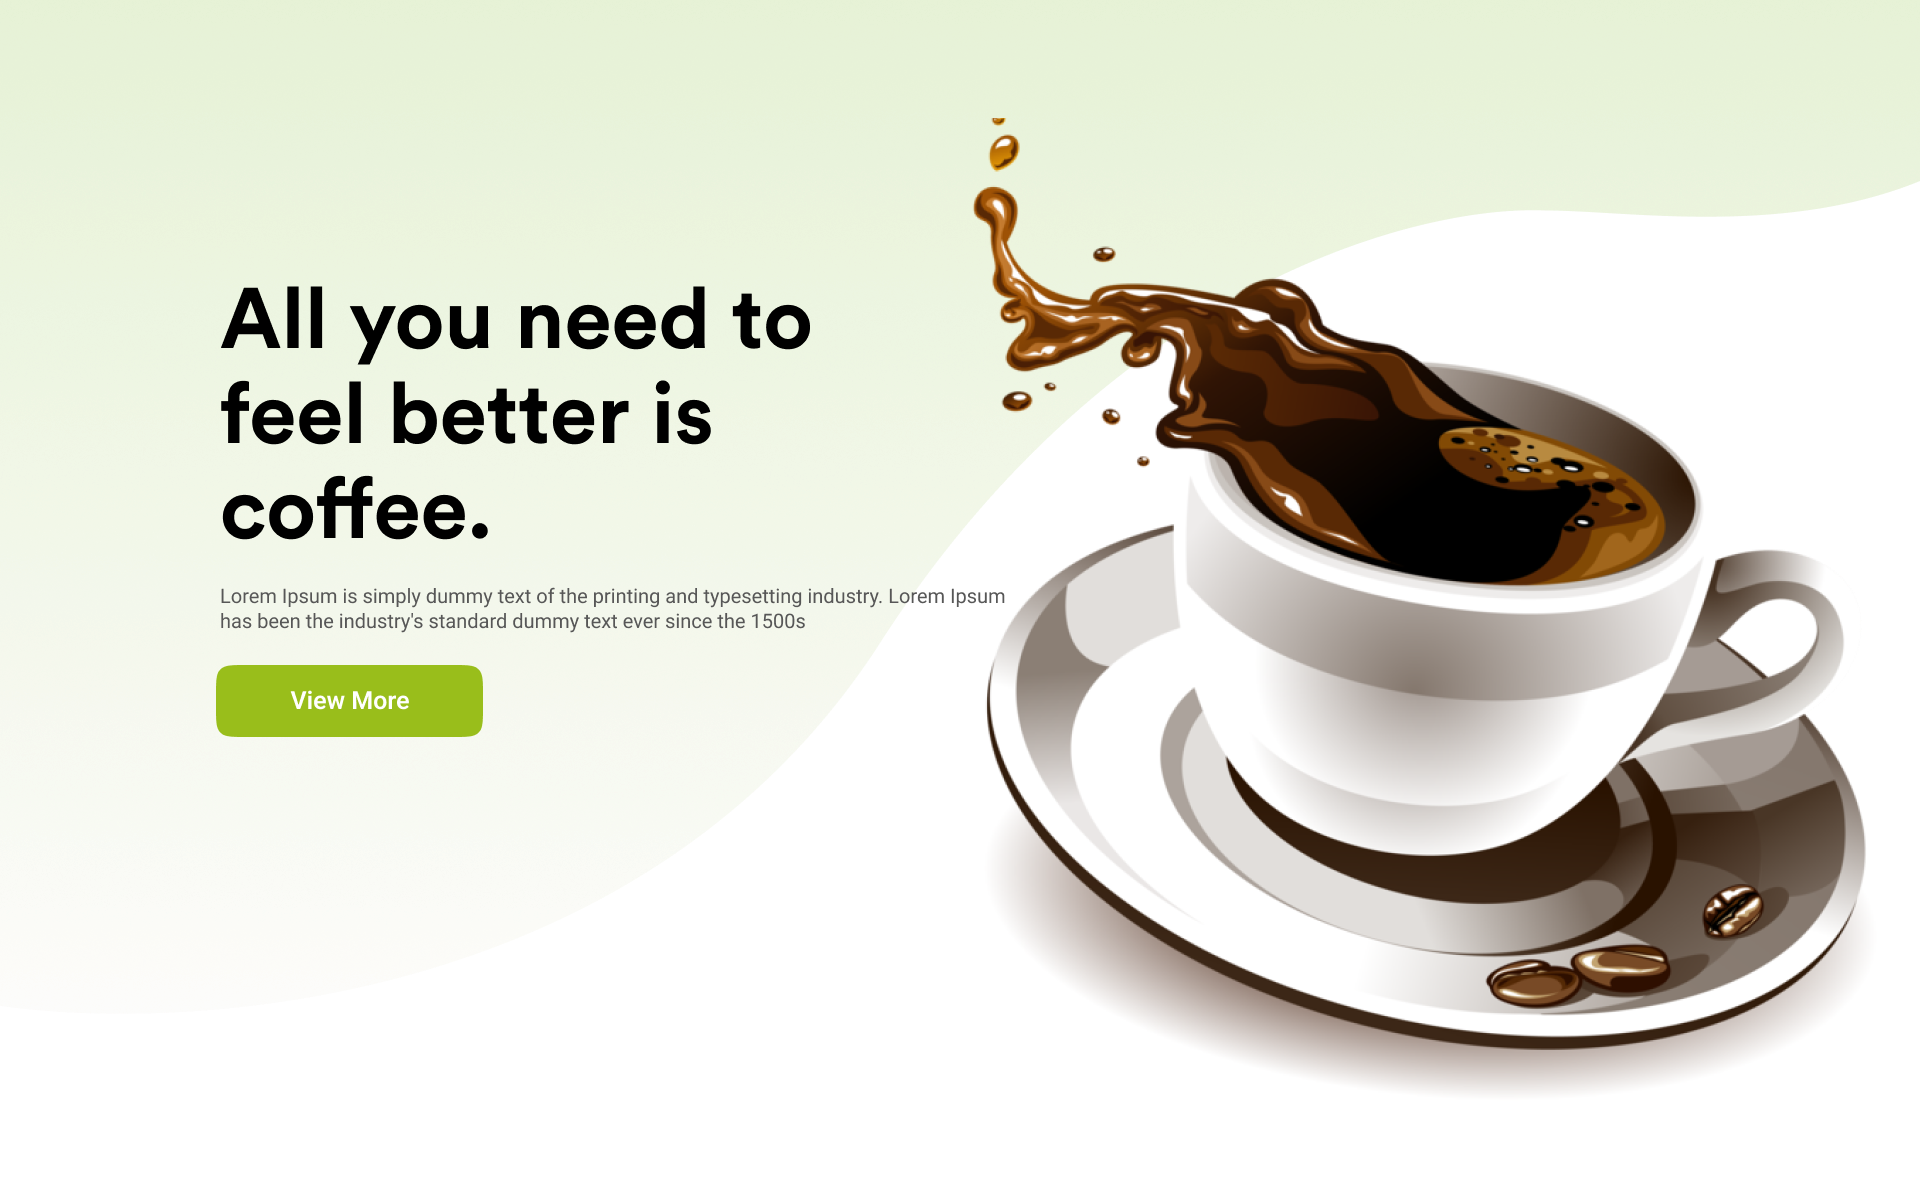 All you need to
feel better is
coffee.
Lorem Ipsum is simply dummy text of the printing and typesetting industry. Lorem Ipsum
has been the industry's standard dummy text ever since the 1500s
View More